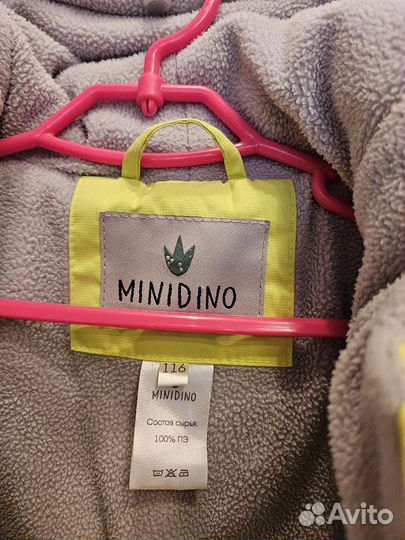 MINIDINO
116
MINIDINO
Состав сырья:
100% ПЭ
Avito